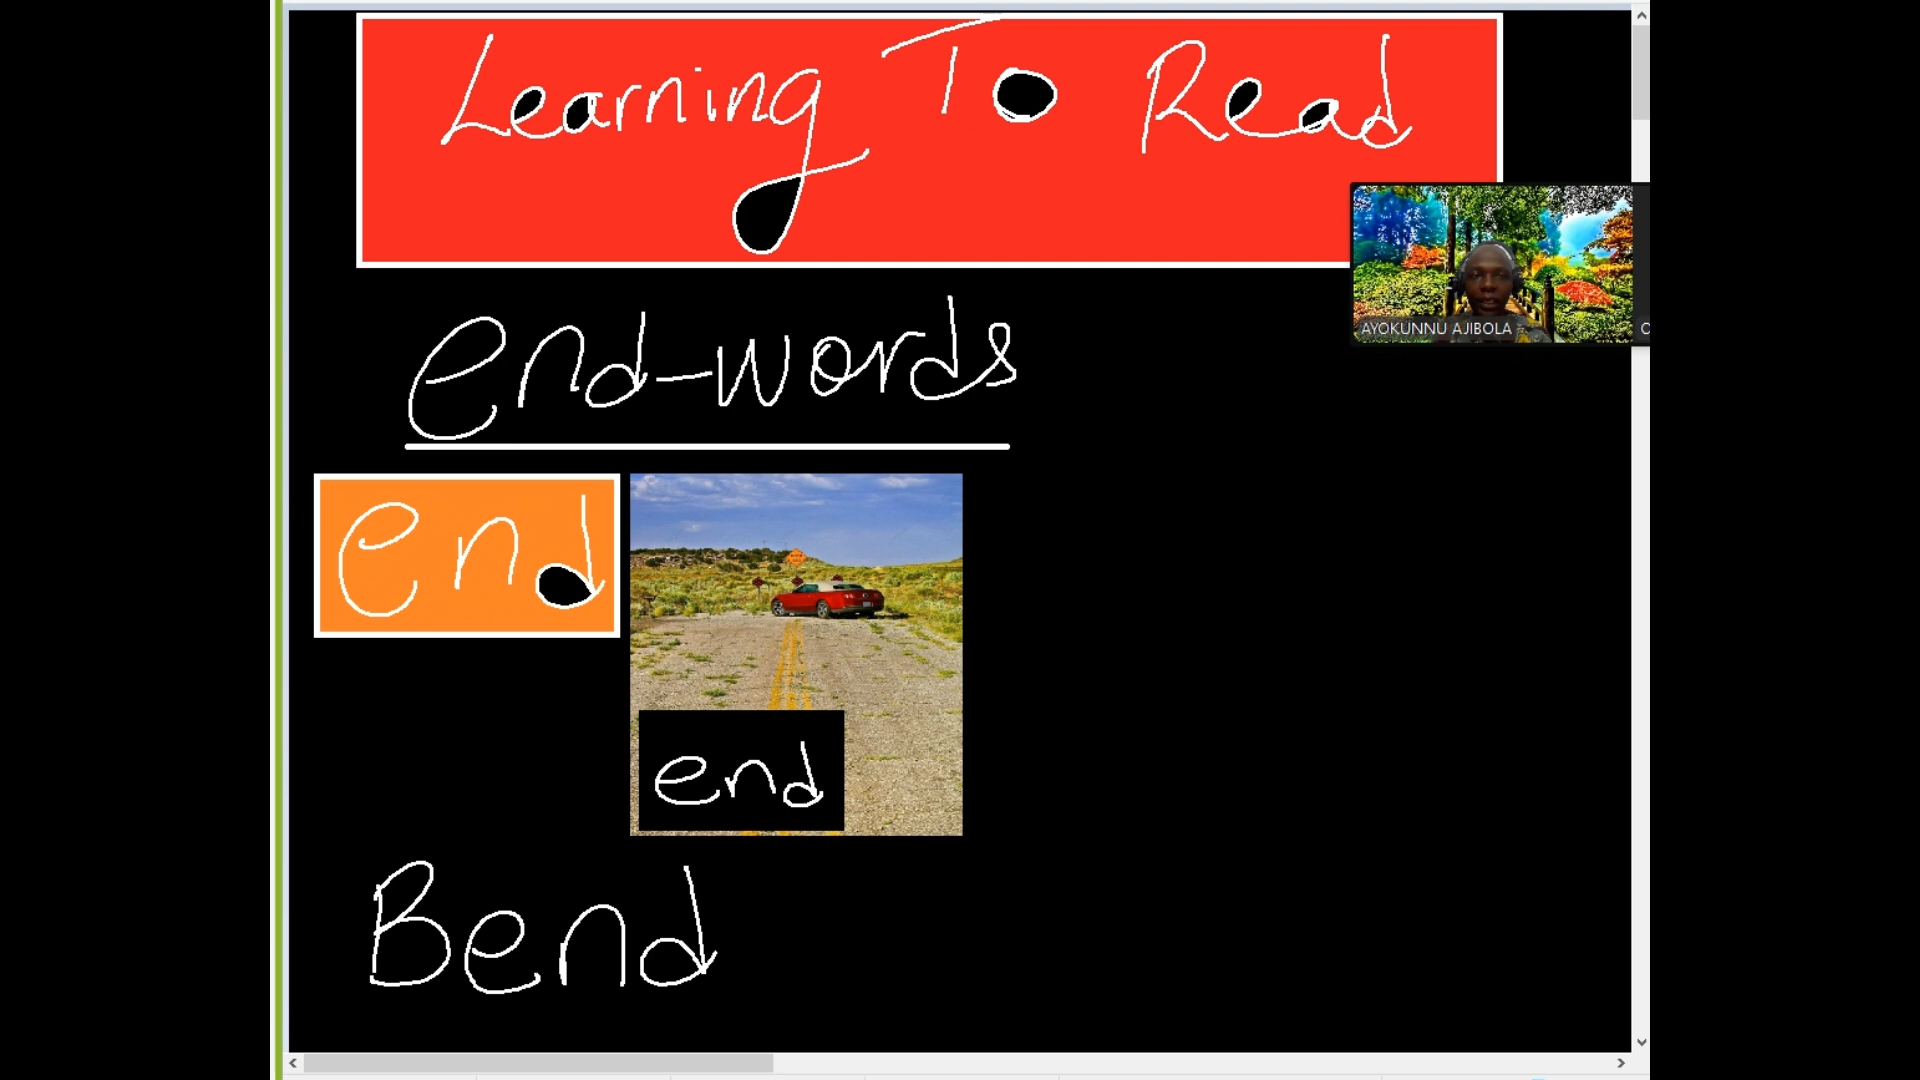 Learning To Read
end-words
end
end
Bend
AYOKUNNU AJIBOLA